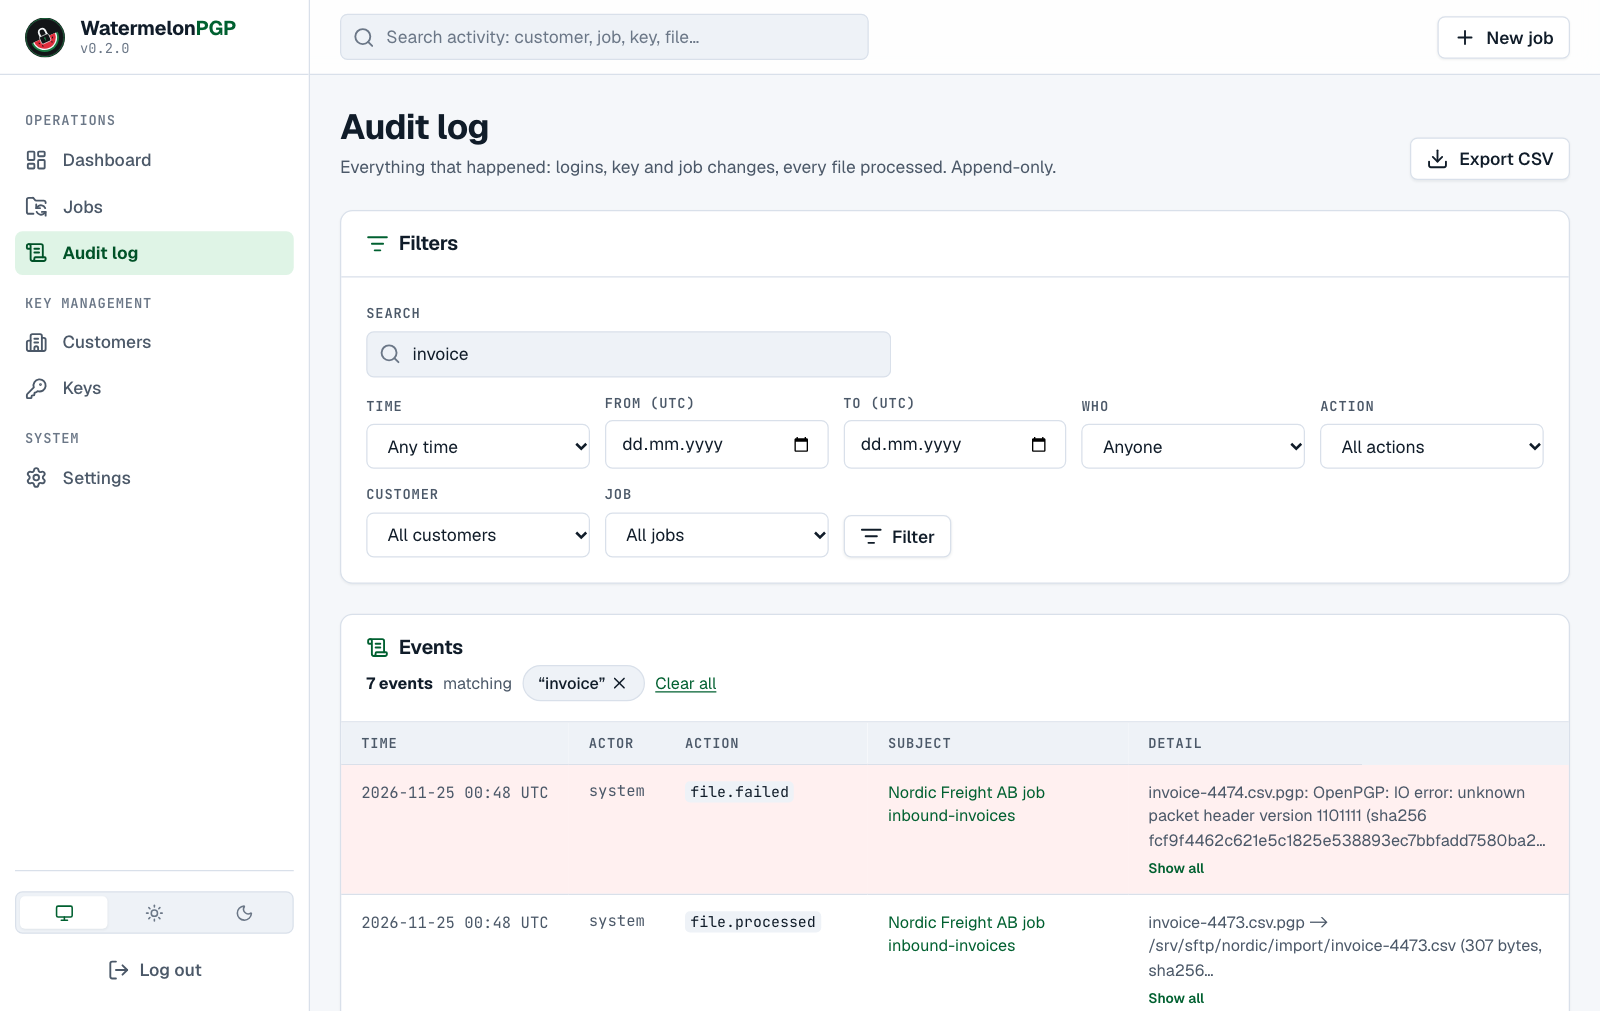 WatermelonPGP
v0.2.0
Search activity: customer, job, key, file…
New job
OPERATIONS
Dashboard
Jobs
Audit log
KEY MANAGEMENT
Customers
Keys
SYSTEM
Settings
Log out
Audit log
Everything that happened: logins, key and job changes, every file processed. Append-only.
Export CSV
Filters
SEARCH
invoice
TIME
FROM (UTC)
TO (UTC)
WHO
ACTION
Any time
dd.mm.yyyy
dd.mm.yyyy
Anyone
All actions
CUSTOMER
JOB
All customers
All jobs
Filter
Events
7 events matching “invoice” Clear all
TIME ACTOR ACTION SUBJECT DETAIL
2026-11-25 00:48 UTC system file.failed
Nordic Freight AB job
inbound-invoices
invoice-4474.csv.pgp: OpenPGP: IO error: unknown
packet header version 1101111 (sha256
fcf9f4462c621e5c1825e538893ec7bbfadd7580ba2…
Show all
2026-11-25 00:48 UTC system file.processed
Nordic Freight AB job
inbound-invoices
invoice-4473.csv.pgp →
/srv/sftp/nordic/import/invoice-4473.csv (307 bytes,
sha256…
Show all